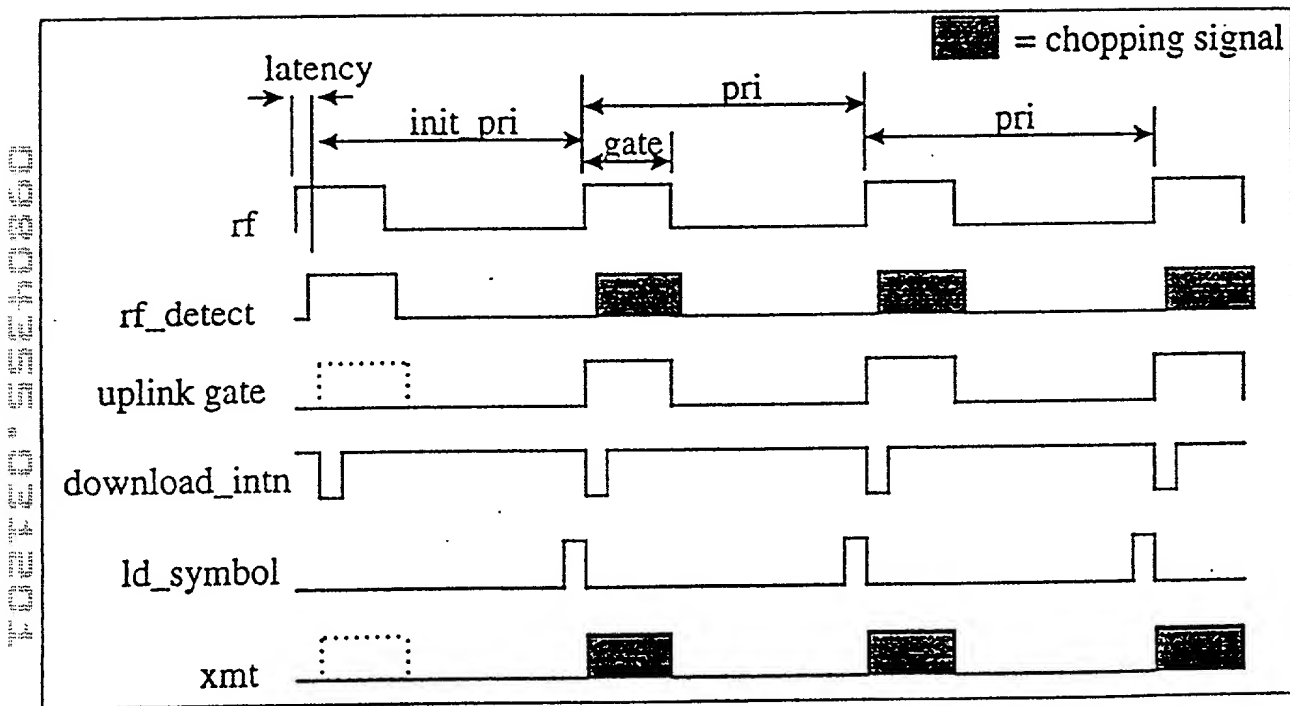 = chopping signal
latency
pri
init_pri
pri
gate
rf
rf_detect
uplink gate
download_intn
ld_symbol
xmt